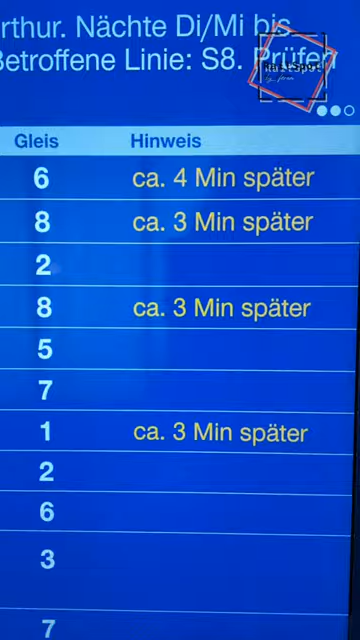 rthur. Nächte Di/Mi bis
Betroffene Linie: S8. Prüfen
Gleis Hinweis
6 ca. 4 Min später
8 ca. 3 Min später
2
8 ca. 3 Min später
5
7
1 ca. 3 Min später
2
6
3
7